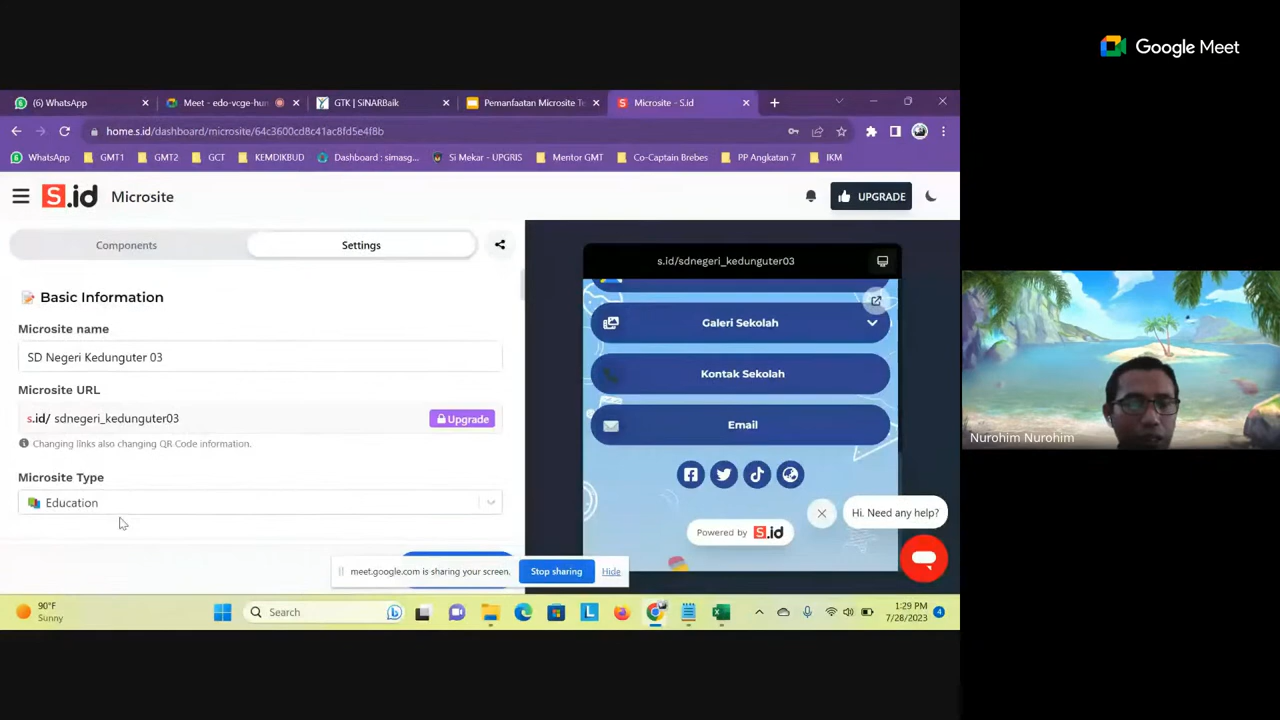 Google Meet
(6) WhatsApp
Meet - edo-vcge-hun
GTK | SINARBaik
Pemanfaatan Microsite Te
Microsite - S.id
home.s.id/dashboard/microsite/64c3600cd8c41ac8fd5e4f8b
WhatsApp
GMT1
GMT2
GCT
KEMDIKBUD
Dashboard : simasg...
Si Mekar - UPGRIS
Mentor GMT
Co-Captain Brebes
PP Angkatan 7
IKM
S.id
Microsite
UPGRADE
Components
Settings
Basic Information
Microsite name
SD Negeri Kedunguter 03
Microsite URL
s.id/ sdnegeri_kedunguter03
Upgrade
Changing links also changing QR Code information.
Microsite Type
Education
s.id/sdnegeri_kedunguter03
Galeri Sekolah
Kontak Sekolah
Email
Powered by S.id
Hi. Need any help?
meet.google.com is sharing your screen.
Stop sharing
Hide
Nurohim Nurohim
90°F
Sunny
Search
1:29 PM
7/28/2023
4